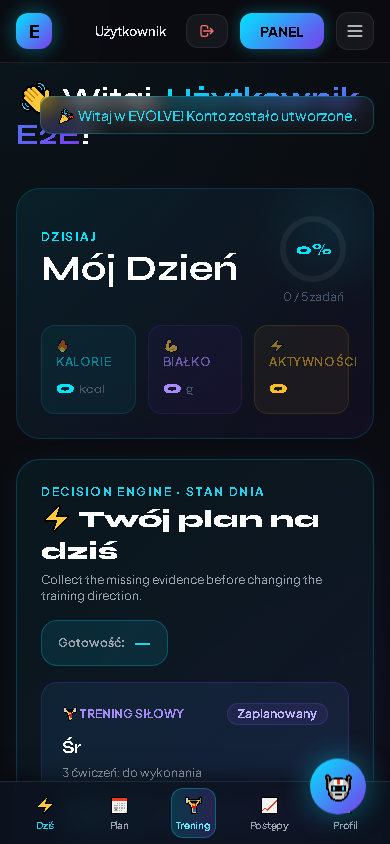 E
Użytkownik
PANEL
Witaj, Użytkownik
🎉 Witaj w EVOLVE! Konto zostało utworzone.
E2E!
DZISIAJ
Mój Dzień
0%
0 / 5 zadań
KALORIE
0 kcal
BIAŁKO
0 g
AKTYWNOŚCI
0
DECISION ENGINE · STAN DNIA
⚡ Twój plan na
dziś
Collect the missing evidence before changing the
training direction.
Gotowość: —
TRENING SIŁOWY
Zaplanowany
Śr
3 ćwiczeń: do wykonania
Dziś
Plan
Trening
Postępy
Profil